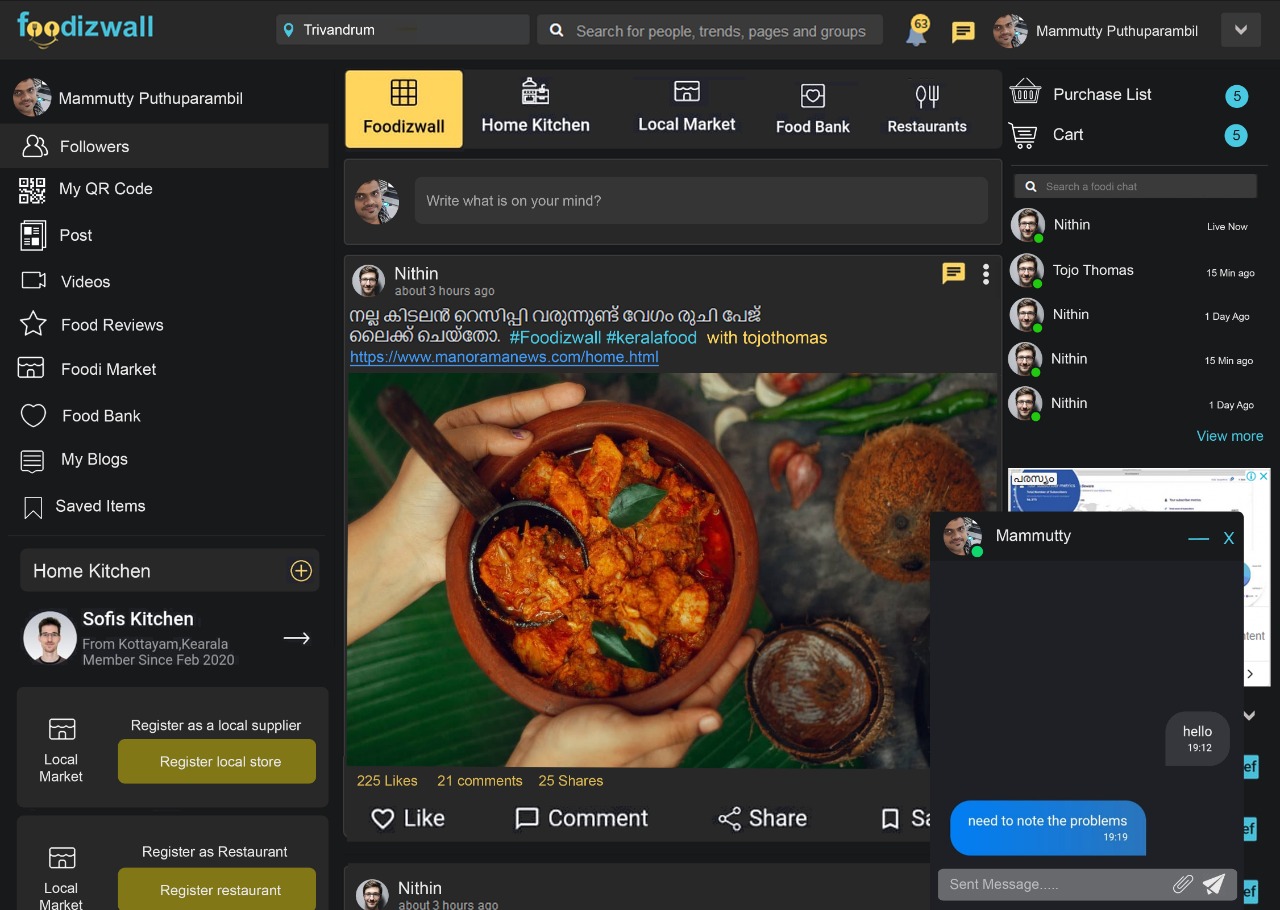 foodizwall
Trivandrum
Search for people, trends, pages and groups
63
Mammutty Puthuparambil
Mammutty Puthuparambil
Followers
My QR Code
Post
Videos
Food Reviews
Foodi Market
Food Bank
My Blogs
Saved Items
Home Kitchen
Sofis Kitchen
From Kottayam,Kearala
Member Since Feb 2020
Register as a local supplier
Local
Market
Register local store
Register as Restaurant
Local
Market
Register restaurant
Foodizwall
Home Kitchen
Local Market
Food Bank
Restaurants
Write what is on your mind?
Nithin
about 3 hours ago
നല്ല കിടലൻ റെസിപ്പി വരുന്നുണ്ട് വേഗം രുചി പേജ്
ലൈക്ക് ചെയ്തോ. #Foodizwall #keralafood with tojothomas
https://www.manoramanews.com/home.html
225 Likes 21 comments 25 Shares
Like Comment Share Sa
Nithin
about 3 hours ago
Purchase List 5
Cart 5
Search a foodi chat
Nithin Live Now
Tojo Thomas 15 Min ago
Nithin 1 Day Ago
Nithin 15 Min ago
Nithin 1 Day Ago
View more
പരസ്യം
ntent
Mammutty
X
hello
19:12
need to note the problems
19:19
Sent Message.....
ef
ef
ef